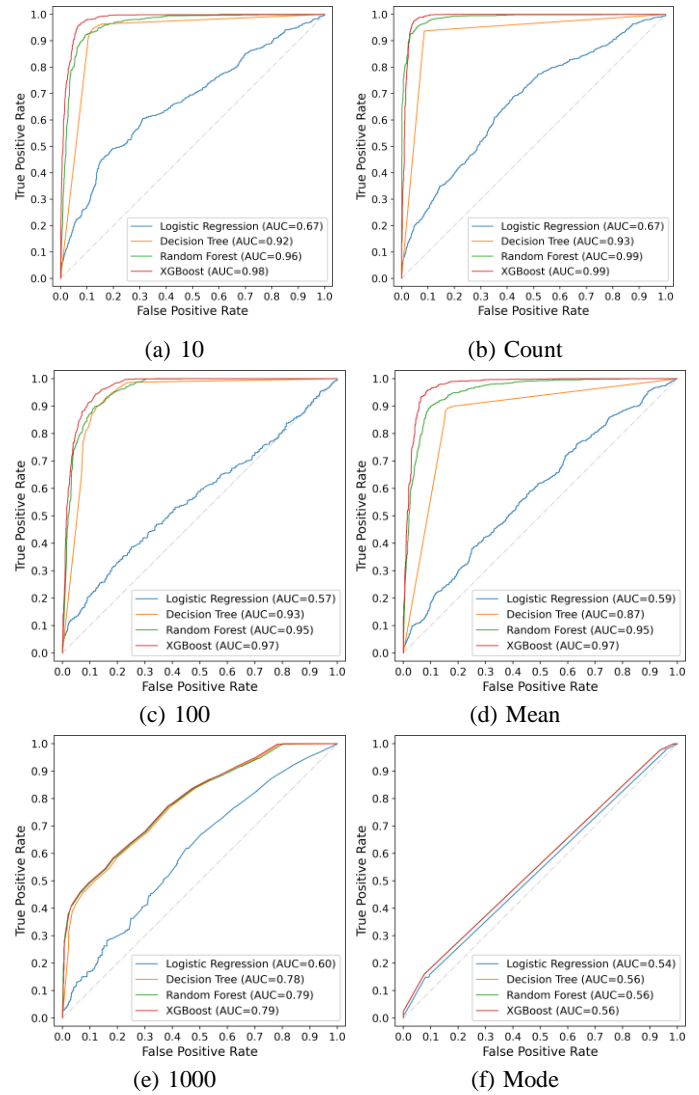 1.0
0.9
0.8
0.7
0.6
0.5
0.4
0.3
0.2
0.1
0.0
True Positive Rate
Logistic Regression (AUC=0.67)
Decision Tree (AUC=0.92)
Random Forest (AUC=0.96)
XGBoost (AUC=0.98)
0.0 0.1 0.2 0.3 0.4 0.5 0.6 0.7 0.8 0.9 1.0
False Positive Rate
(a) 10
1.0
0.9
0.8
0.7
0.6
0.5
0.4
0.3
0.2
0.1
0.0
True Positive Rate
Logistic Regression (AUC=0.67)
Decision Tree (AUC=0.93)
Random Forest (AUC=0.99)
XGBoost (AUC=0.99)
0.0 0.1 0.2 0.3 0.4 0.5 0.6 0.7 0.8 0.9 1.0
False Positive Rate
(b) Count
1.0
0.9
0.8
0.7
0.6
0.5
0.4
0.3
0.2
0.1
0.0
True Positive Rate
Logistic Regression (AUC=0.57)
Decision Tree (AUC=0.93)
Random Forest (AUC=0.95)
XGBoost (AUC=0.97)
0.0 0.1 0.2 0.3 0.4 0.5 0.6 0.7 0.8 0.9 1.0
False Positive Rate
(c) 100
1.0
0.9
0.8
0.7
0.6
0.5
0.4
0.3
0.2
0.1
0.0
True Positive Rate
Logistic Regression (AUC=0.59)
Decision Tree (AUC=0.87)
Random Forest (AUC=0.95)
XGBoost (AUC=0.97)
0.0 0.1 0.2 0.3 0.4 0.5 0.6 0.7 0.8 0.9 1.0
False Positive Rate
(d) Mean
1.0
0.9
0.8
0.7
0.6
0.5
0.4
0.3
0.2
0.1
0.0
True Positive Rate
Logistic Regression (AUC=0.60)
Decision Tree (AUC=0.78)
Random Forest (AUC=0.79)
XGBoost (AUC=0.79)
0.0 0.1 0.2 0.3 0.4 0.5 0.6 0.7 0.8 0.9 1.0
False Positive Rate
(e) 1000
1.0
0.9
0.8
0.7
0.6
0.5
0.4
0.3
0.2
0.1
0.0
True Positive Rate
Logistic Regression (AUC=0.54)
Decision Tree (AUC=0.56)
Random Forest (AUC=0.56)
XGBoost (AUC=0.56)
0.0 0.1 0.2 0.3 0.4 0.5 0.6 0.7 0.8 0.9 1.0
False Positive Rate
(f) Mode